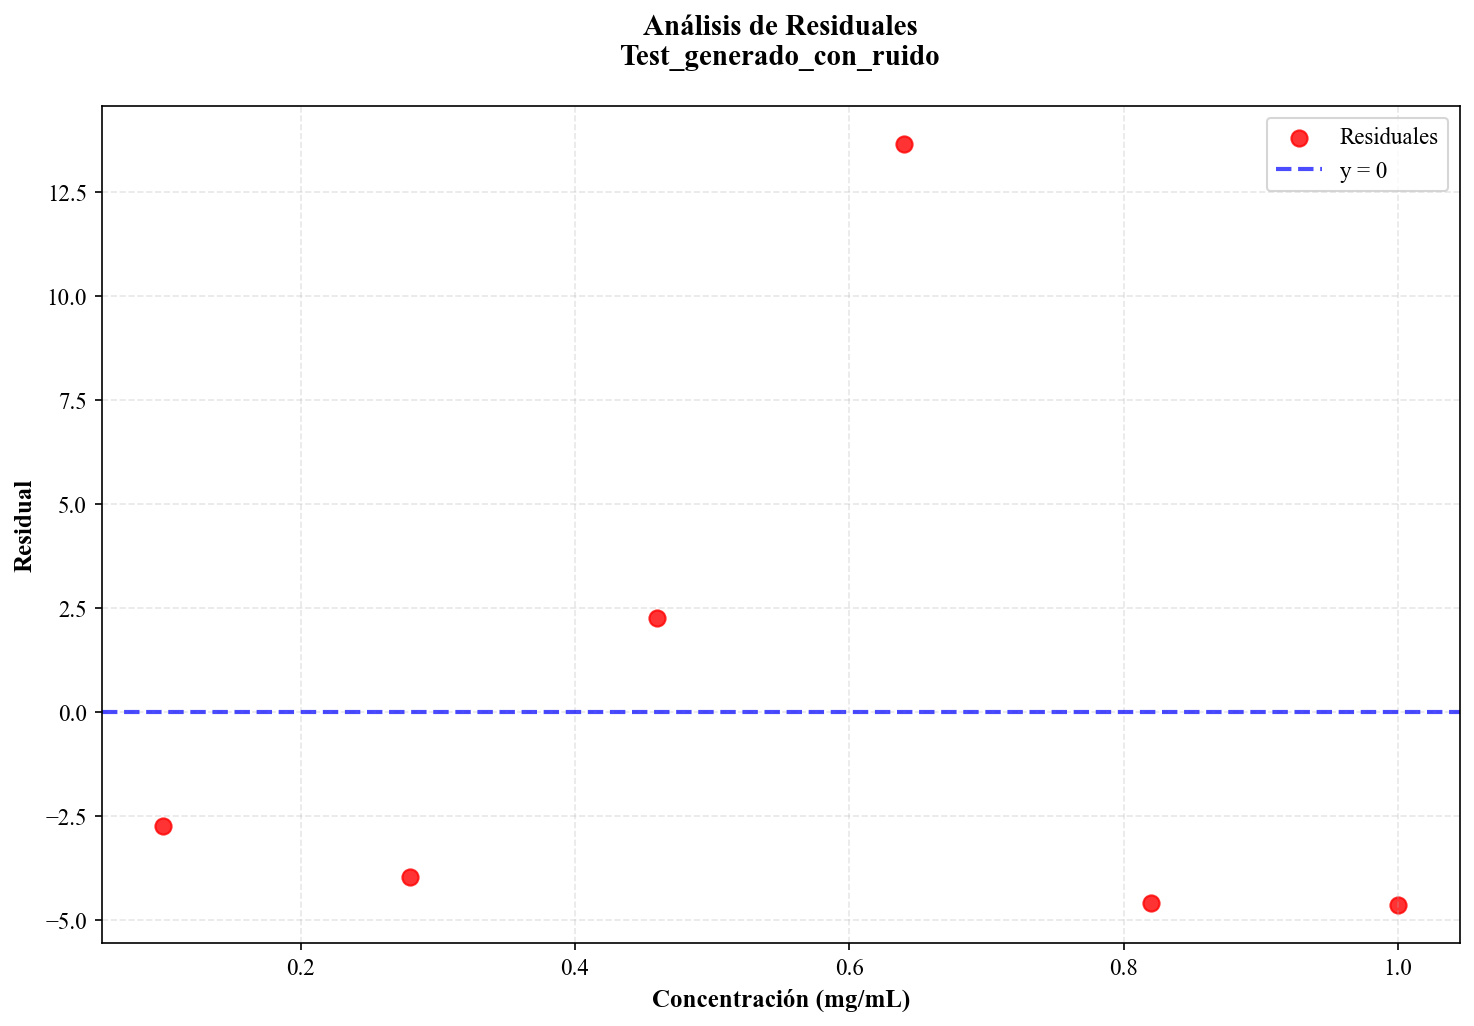 Análisis de Residuales
Test_generado_con_ruido
Residuales
y = 0
12.5
10.0
7.5
5.0
2.5
0.0
−2.5
−5.0
Residual
0.2
0.4
0.6
0.8
1.0
Concentración (mg/mL)